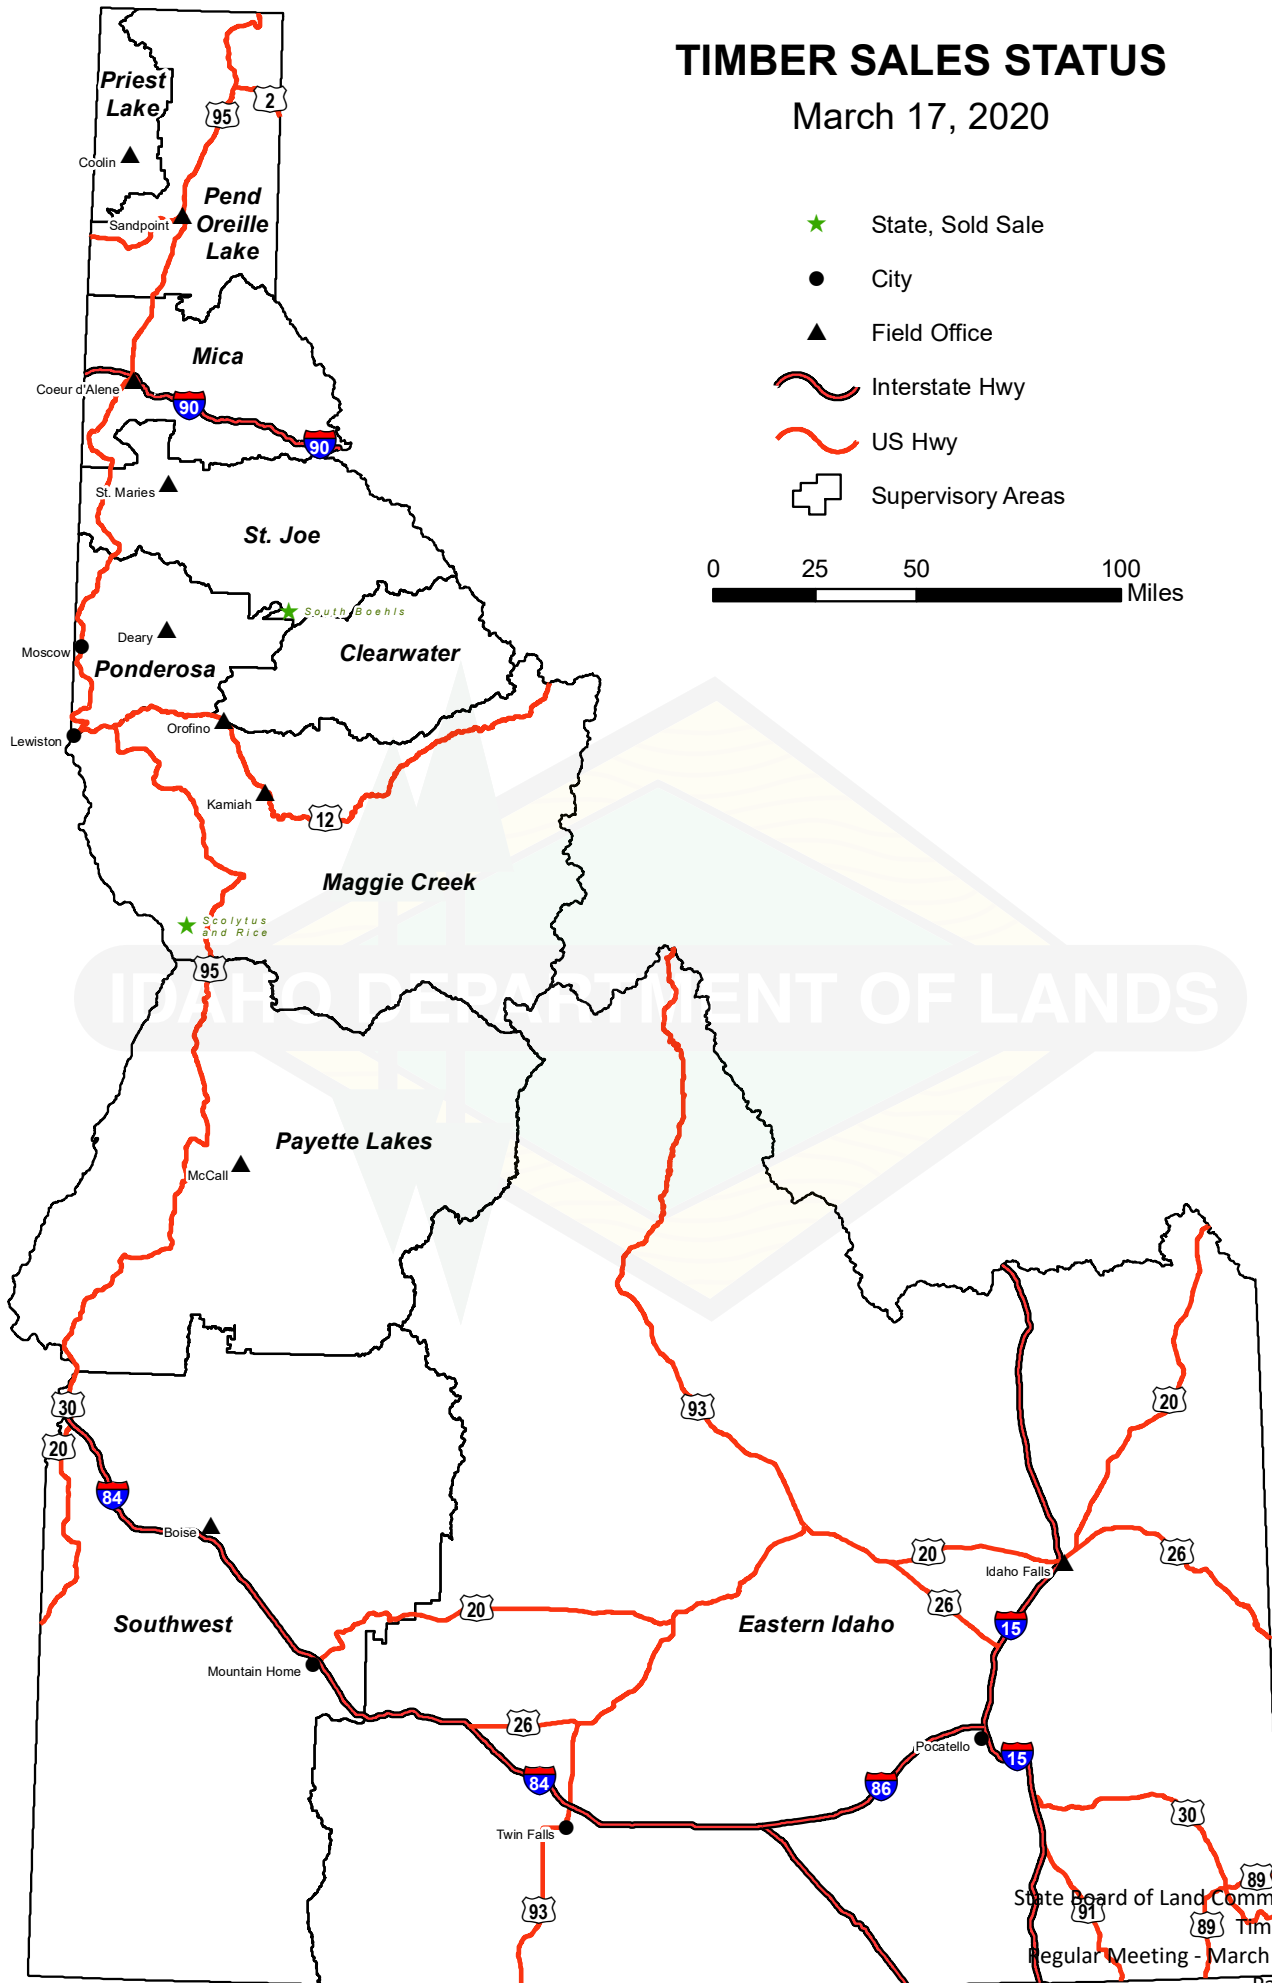 TIMBER SALES STATUS
March 17, 2020
State, Sold Sale
City
Field Office
Interstate Hwy
US Hwy
Supervisory Areas
0 25 50 100
Miles
Priest
Lake
2
95
Coolin
Pend
Oreille
Lake
Sandpoint
Mica
Coeur d'Alene
90
90
St. Maries
St. Joe
South Boehls
Deary
Moscow
Clearwater
Ponderosa
Orofino
Lewiston
Kamiah
12
Maggie Creek
Scolytus
and Rice
95
IDAHO DEPARTMENT OF LANDS
Payette Lakes
McCall
30
93
20
20
84
Boise
20
26
Idaho Falls
26
20
Southwest
Eastern Idaho
15
Mountain Home
26
Pocatello
15
84
86
30
Twin Falls
89
State Board of Land Comm
93
91
89
Tim
Regular Meeting - March